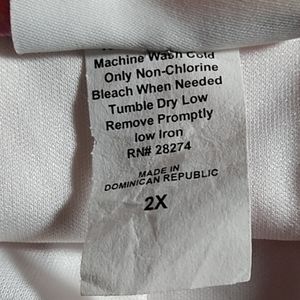 Machine Wash Cold
Only Non-Chlorine
Bleach When Needed
Tumble Dry Low
Remove Promptly
low Iron
RN# 28274
MADE IN
DOMINICAN REPUBLIC
2X